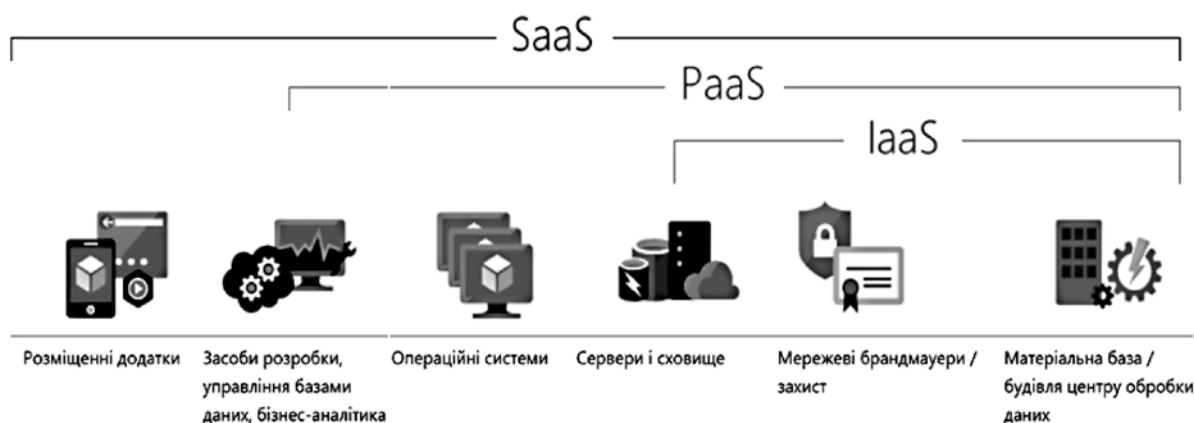 SaaS
PaaS
IaaS
Розміщенні додатки
Засоби розробки,
управління базами
даних, бізнес-аналітика
Операційні системи
Сервери і сховище
Мережеві брандмауери /
захист
Матеріальна база /
будівля центру обробки
даних